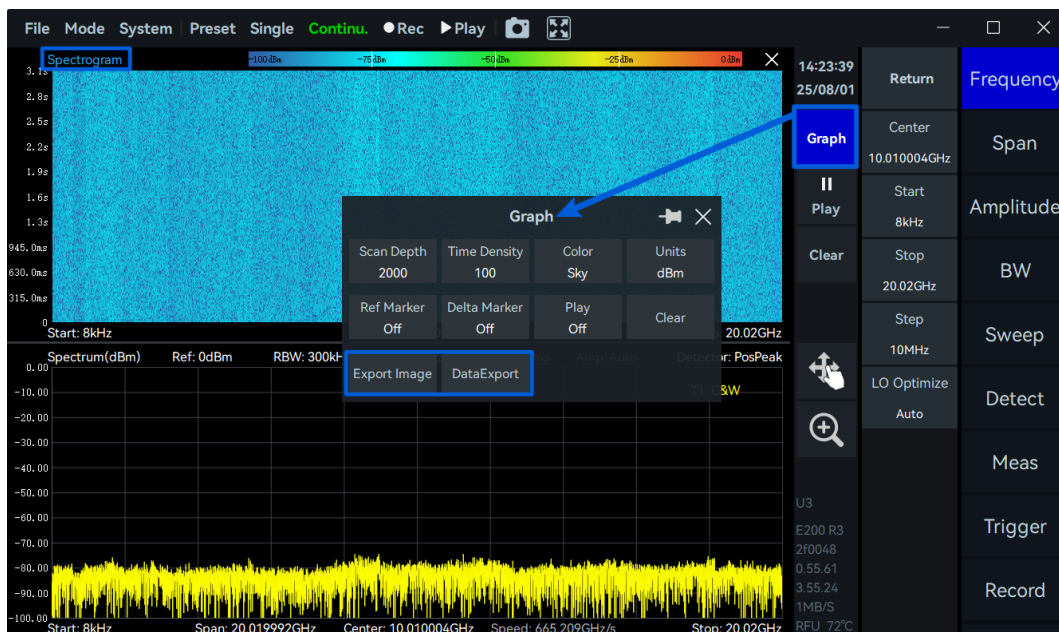 File Mode System Preset Single Continu. Rec Play
Spectrogram
-100dBm -75dBm -50dBm -25dBm 0dBm
3.1s
2.8s
2.5s
2.2s
1.9s
1.6s
1.3s
945.0ms
630.0ms
315.0ms
0
Start: 8kHz
20.02GHz
Graph
Scan Depth Time Density Color Units
2000 100 Sky dBm
Ref Marker Delta Marker Play Clear
Off Off Off
Export Image DataExport
Spectrum(dBm) Ref: 0dBm RBW: 300kH Amp: Auto Detector: PosPeak
T1 C&W
0.00
-10.00
-20.00
-30.00
-40.00
-50.00
-60.00
-70.00
-80.00
-90.00
-100.00
Start: 8kHz Span: 20.019992GHz Center: 10.010004GHz Speed: 665.209GHz/s Stop: 20.02GHz
14:23:39
25/08/01
Graph
Play
Clear
U3
E200 R3
2f0048
0.55.61
3.55.24
1MB/S
RFU 72℃
Return
Center
10.010004GHz
Start
8kHz
Stop
20.02GHz
Step
10MHz
LO Optimize
Auto
Frequency
Span
Amplitude
BW
Sweep
Detect
Meas
Trigger
Record